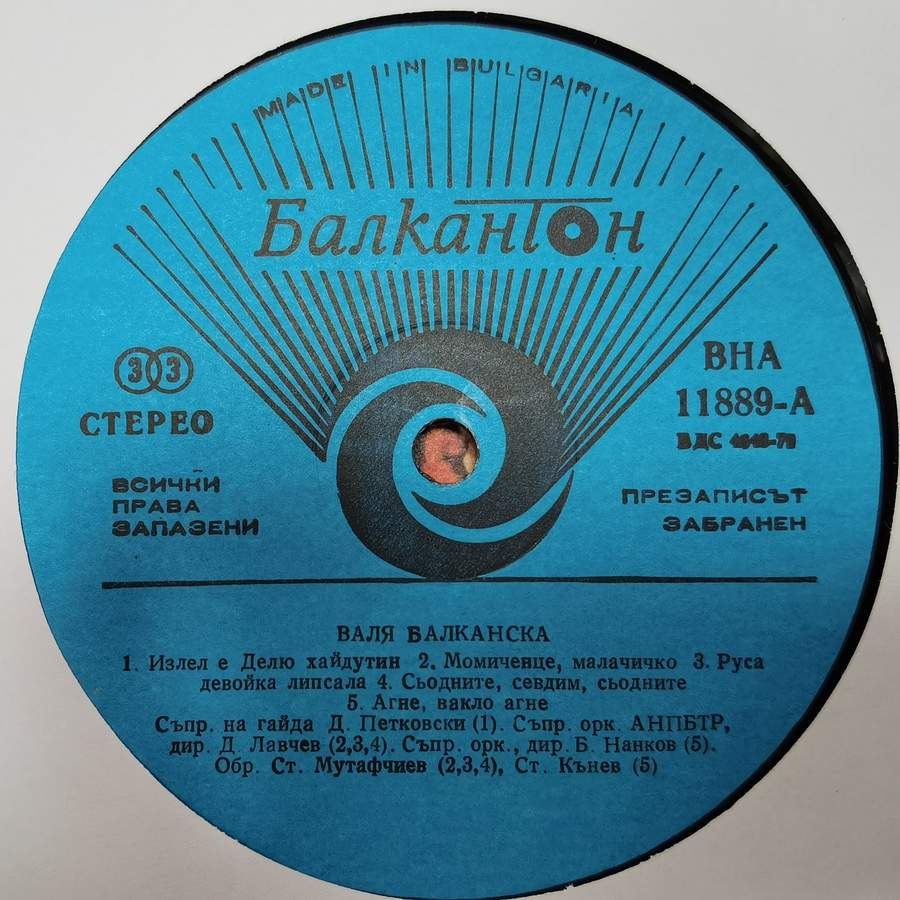 MADE IN BULGARIA
Балкантон
33
СТЕРЕО
ВНА
11889-А
БДС
ВСИЧКИ
ПРАВА
ЗАПАЗЕНИ
ПРЕЗАПИСЪТ
ЗАБРАНЕН
ВАЛЯ БАЛКАНСКА
1. Излел е Делю хайдутин 2. Момиченце, малачичко 3. Руса
девойка липсала 4. Сьодните, севдим, сьодните
5. Агне, вакло агне
Съпр. на гайда Д. Петковски (1). Съпр. орк. АНПБТР,
дир. Д. Лавчев (2,3,4). Съпр. орк., дир. Б. Нанков (5).
Обр. Ст. Мутафчиев (2,3,4), Ст. Кънев (5)